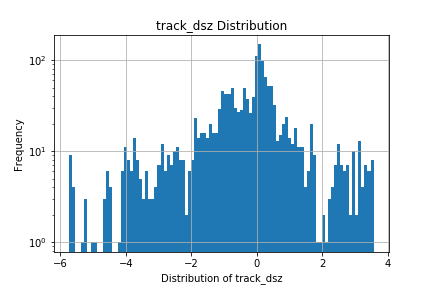 track_dsz Distribution
Frequency
10²
10¹
10⁰
−6 −4 −2 0 2 4
Distribution of track_dsz